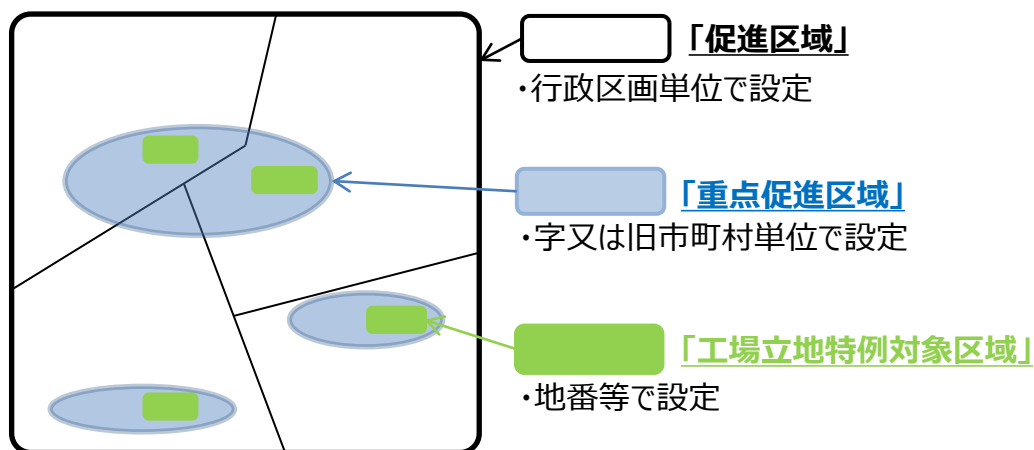 「促進区域」
・行政区画単位で設定
「重点促進区域」
・字又は旧市町村単位で設定
「工場立地特例対象区域」
・地番等で設定